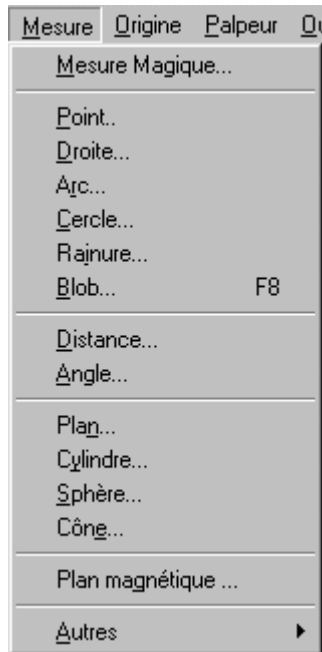 Mesure Origine Palpeur
Mesure Magique...
Point..
Droite...
Arc...
Cercle...
Rainure...
Blob... F8
Distance...
Angle...
Plan...
Cylindre...
Sphère...
Cône...
Plan magnétique ...
Autres